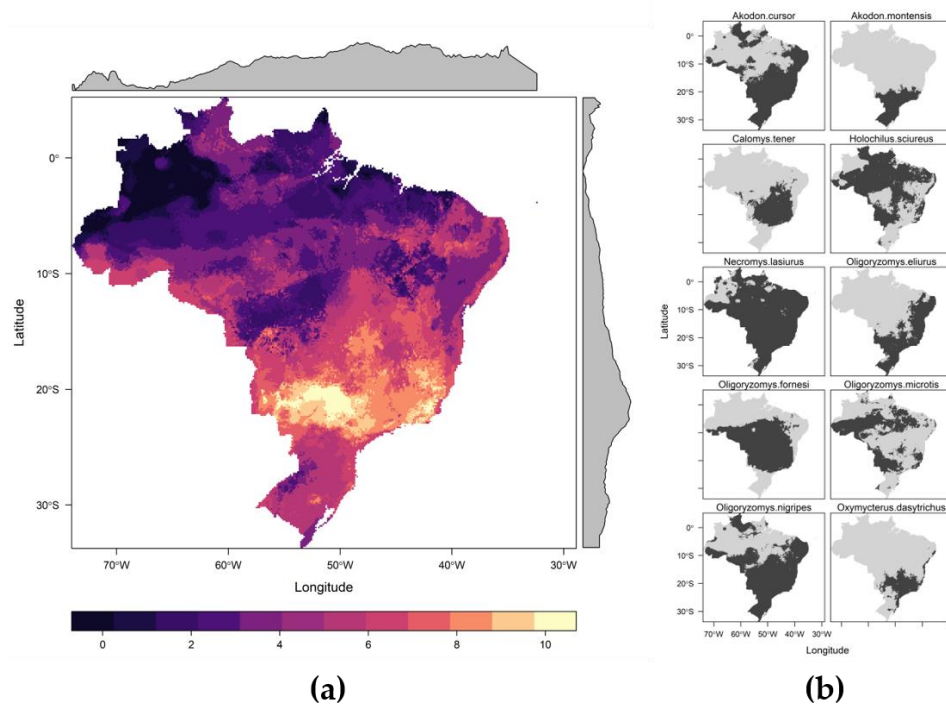 Latitude
0°
10°S
20°S
30°S
70°W 60°W 50°W 40°W 30°W
Longitude
0 2 4 6 8 10
(a)
Akodon.cursor Akodon.montensis
0°
10°S
20°S
30°S
Calomys.tener Holochilus.sciureus
Necromys.lasiurus Oligoryzomys.eliurus
0°
10°S
20°S
30°S
Latitude
Oligoryzomys.fornesi Oligoryzomys.microtis
Oligoryzomys.nigripes Oxymycterus.dasytrichus
0°
10°S
20°S
30°S
70°W 60°W 50°W 40°W 30°W
Longitude
(b)